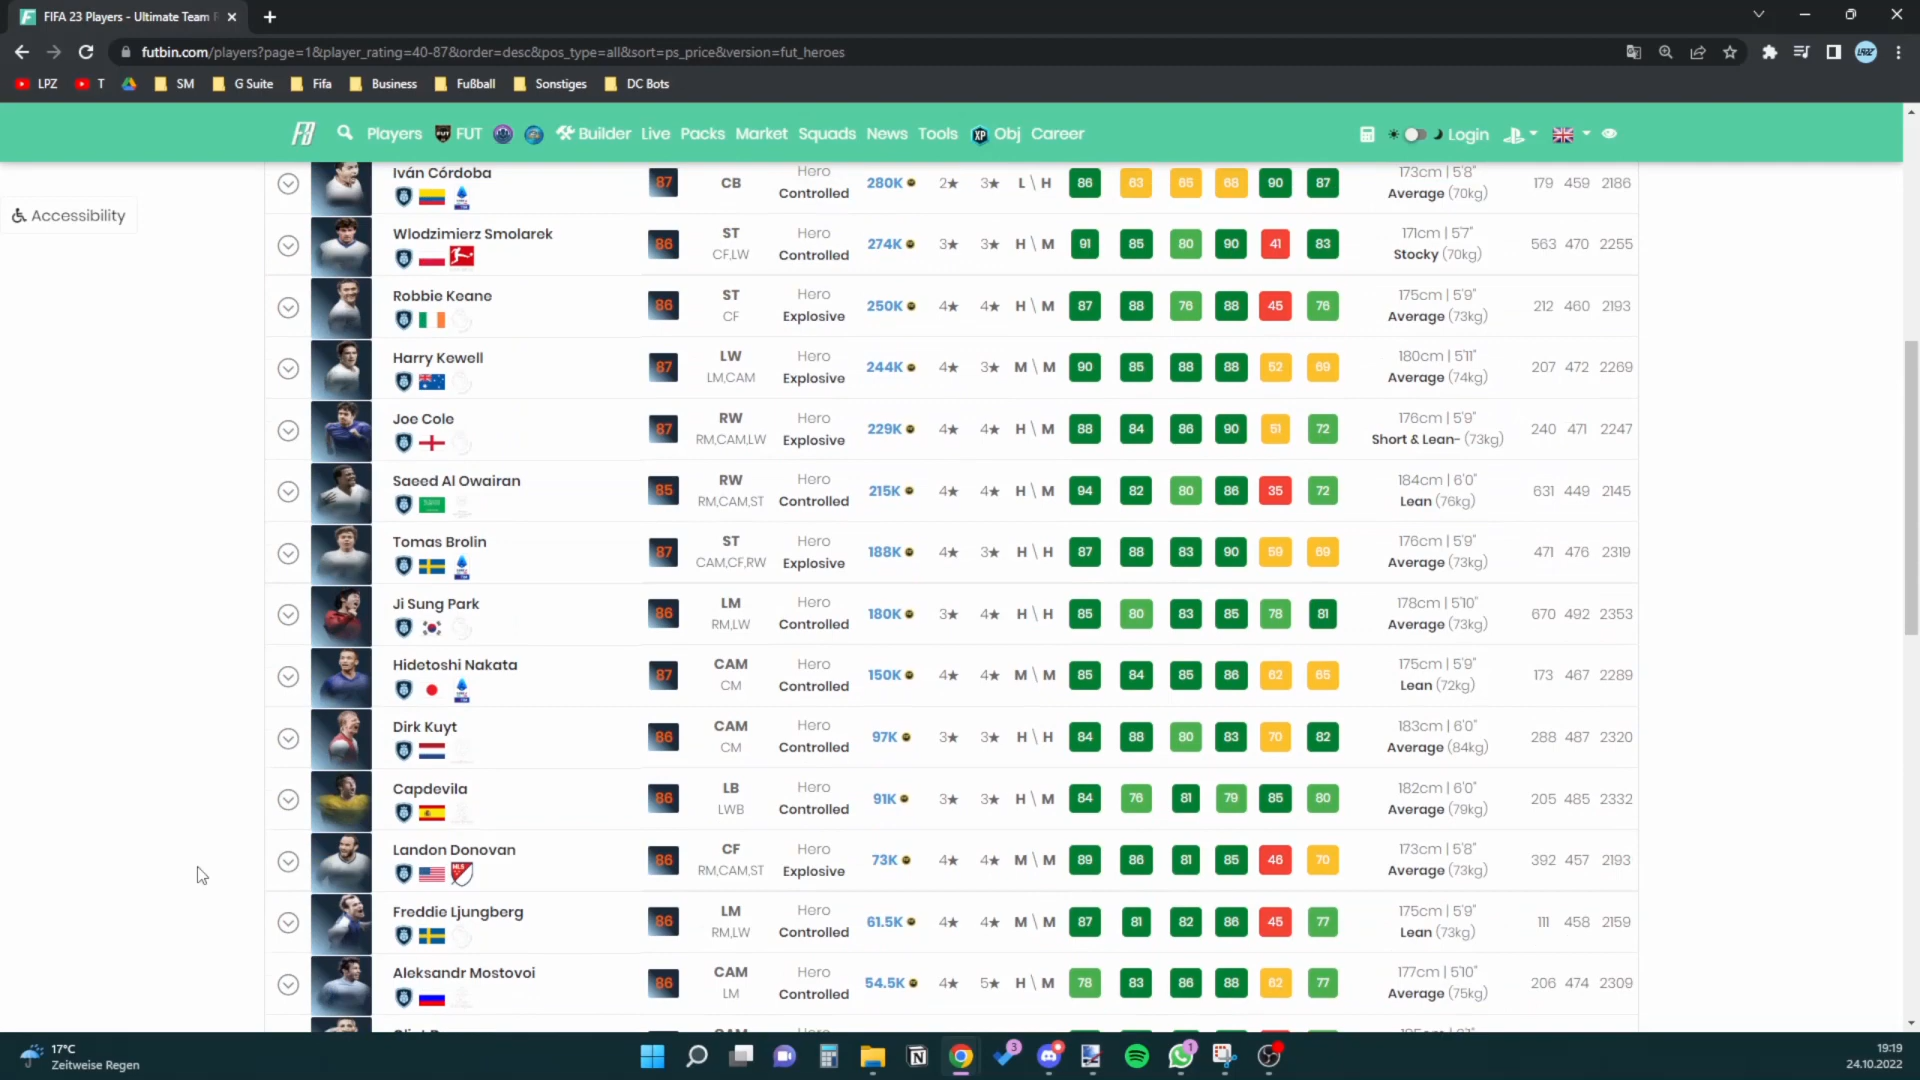 FIFA 23 Players - Ultimate Team
futbin.com/players?page=1&player_rating=40-87&order=desc&pos_type=all&sort=ps_price&version=fut_heroes
LPZ T SM G Suite Fifa Business Fußball Sonstiges DC Bots
Players FUT Builder Live Packs Market Squads News Tools XP Obj Career Login
Accessibility
Iván Córdoba 87 CB Hero 280K 2★ 3★ L \ H 86 63 65 68 90 87 173cm | 5'8" 179 459 2186
Controlled Average (70kg)
Wlodzimierz Smolarek 86 ST Hero 274K 3★ 3★ H \ M 91 85 80 90 41 83 171cm | 5'7" 563 470 2255
CF,LW Controlled Stocky (70kg)
Robbie Keane 86 ST Hero 250K 4★ 4★ H \ M 87 88 76 88 45 76 175cm | 5'9" 212 460 2193
CF Explosive Average (73kg)
Harry Kewell 87 LW Hero 244K 4★ 3★ M \ M 90 85 88 88 52 69 180cm | 5'11" 207 472 2269
LM,CAM Explosive Average (74kg)
Joe Cole 87 RW Hero 229K 4★ 4★ H \ M 88 84 86 90 51 72 176cm | 5'9" 240 471 2247
RM,CAM,LW Explosive Short & Lean- (73kg)
Saeed Al Owairan 85 RW Hero 215K 4★ 4★ H \ M 94 82 80 86 35 72 184cm | 6'0" 631 449 2145
RM,CAM,ST Controlled Lean (76kg)
Tomas Brolin 87 ST Hero 188K 4★ 3★ H \ H 87 88 83 90 59 69 176cm | 5'9" 471 476 2319
CAM,CF,RW Explosive Average (73kg)
Ji Sung Park 86 LM Hero 180K 3★ 4★ H \ H 85 80 83 85 78 81 178cm | 5'10" 670 492 2353
RM,LW Controlled Average (73kg)
Hidetoshi Nakata 87 CAM Hero 150K 4★ 4★ M \ M 85 84 85 86 62 65 175cm | 5'9" 173 467 2289
CM Controlled Lean (72kg)
Dirk Kuyt 86 CAM Hero 97K 3★ 3★ H \ H 84 88 80 83 70 82 183cm | 6'0" 288 487 2320
CM Controlled Average (84kg)
Capdevila 86 LB Hero 91K 3★ 3★ H \ M 84 76 81 79 85 80 182cm | 6'0" 205 485 2332
LWB Controlled Average (79kg)
Landon Donovan 86 CF Hero 73K 4★ 4★ M \ M 89 86 81 85 46 70 173cm | 5'8" 392 457 2193
RM,CAM,ST Explosive Average (73kg)
Freddie Ljungberg 86 LM Hero 61.5K 4★ 4★ M \ M 87 81 82 86 45 77 175cm | 5'9" 111 458 2159
RM,LW Controlled Lean (73kg)
Aleksandr Mostovoi 86 CAM Hero 54.5K 4★ 5★ H \ M 78 83 86 88 62 77 177cm | 5'10" 206 474 2309
LM Controlled Average (75kg)
17°C
Zeitweise Regen
3 1
19:19
24.10.2022